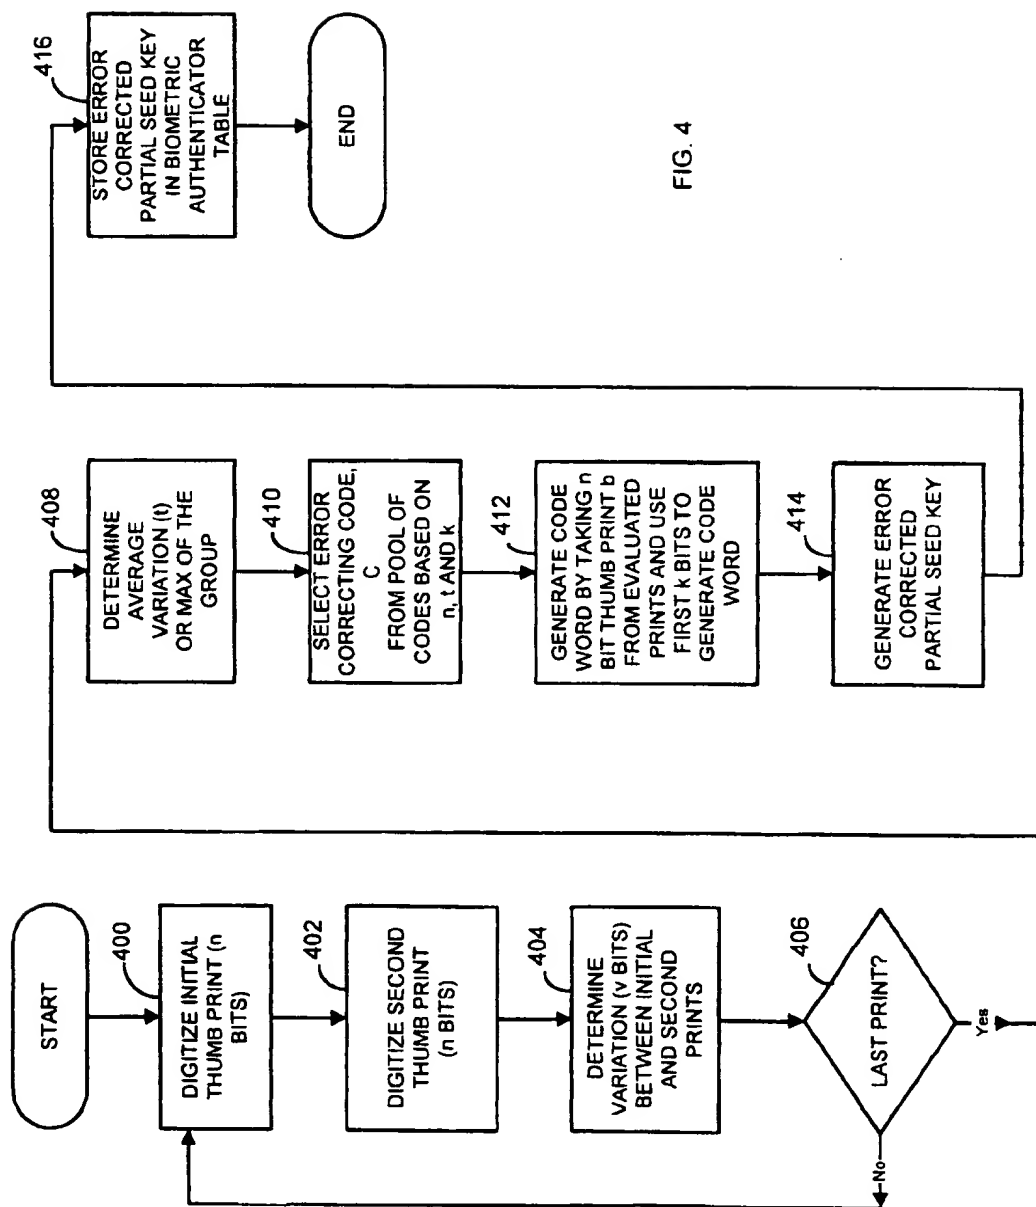 START
400
DIGITIZE INITIAL
THUMB PRINT (n
BITS)
402
DIGITIZE SECOND
THUMB PRINT
(n BITS)
404
DETERMINE
VARIATION (v BITS)
BETWEEN INITIAL
AND SECOND
PRINTS
406
LAST PRINT?
No
Yes
408
DETERMINE
AVERAGE
VARIATION (t)
OR MAX OF THE
GROUP
410
SELECT ERROR
CORRECTING CODE,
C
FROM POOL OF
CODES BASED ON
n, t AND k
412
GENERATE CODE
WORD BY TAKING n
BIT THUMB PRINT b
FROM EVALUATED
PRINTS AND USE
FIRST k BITS TO
GENERATE CODE
WORD
414
GENERATE ERROR
CORRECTED
PARTIAL SEED KEY
416
STORE ERROR
CORRECTED
PARTIAL SEED KEY
IN BIOMETRIC
AUTHENTICATOR
TABLE
END
FIG. 4